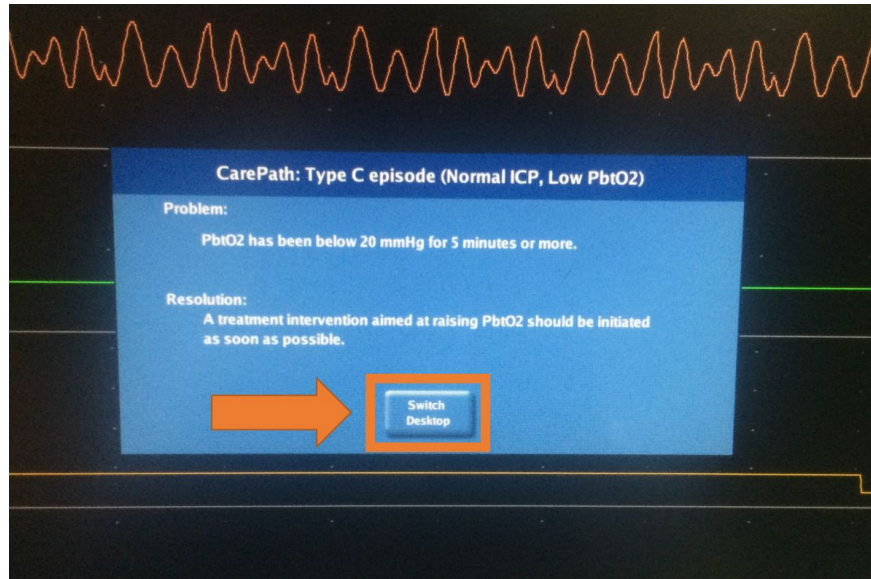 CarePath: Type C episode (Normal ICP, Low PbtO2)
Problem:
PbtO2 has been below 20 mmHg for 5 minutes or more.
Resolution:
A treatment intervention aimed at raising PbtO2 should be initiated
as soon as possible.
Switch
Desktop